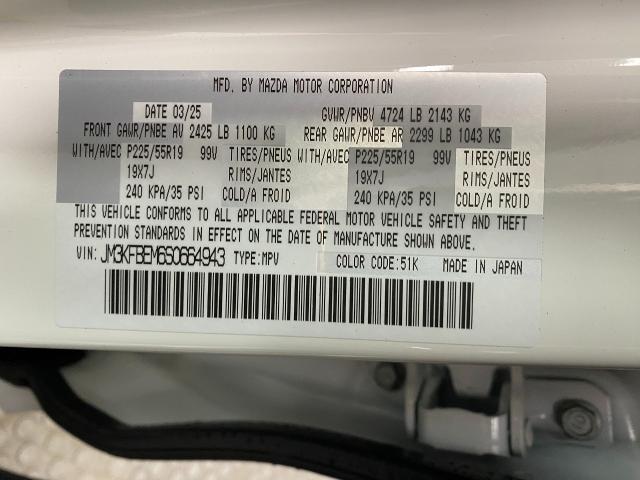 MFD. BY MAZDA MOTOR CORPORATION
DATE 03/25 GVWR/PNBV 4724 LB 2143 KG
FRONT GAWR/PNBE AV 2425 LB 1100 KG REAR GAWR/PNBE AR 2299 LB 1043 KG
WITH/AVEC P225/55R19 99V TIRES/PNEUS WITH/AVEC P225/55R19 99V TIRES/PNEUS
19X7J RIMS/JANTES 19X7J RIMS/JANTES
240 KPA/35 PSI COLD/A FROID 240 KPA/35 PSI COLD/A FROID
THIS VEHICLE CONFORMS TO ALL APPLICABLE FEDERAL MOTOR VEHICLE SAFETY AND THEFT
PREVENTION STANDARDS IN EFFECT ON THE DATE OF MANUFACTURE SHOWN ABOVE.
VIN: JM3KFBEM6S0664943 TYPE:MPV COLOR CODE:51K MADE IN JAPAN